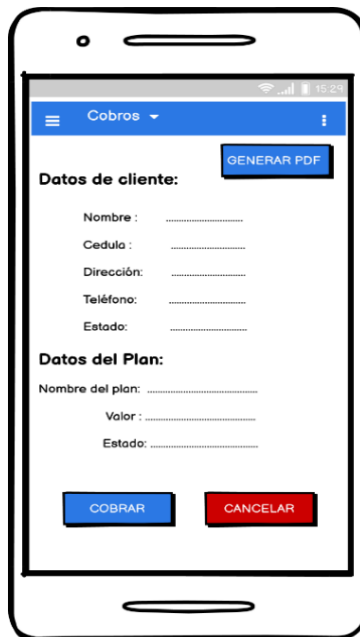 15:29
Cobros
GENERAR PDF
Datos de cliente:
Nombre : ............................
Cedula : ............................
Dirección: ............................
Teléfono: ............................
Estado: ............................
Datos del Plan:
Nombre del plan: ........................................
Valor : ........................................
Estado: ........................................
COBRAR CANCELAR